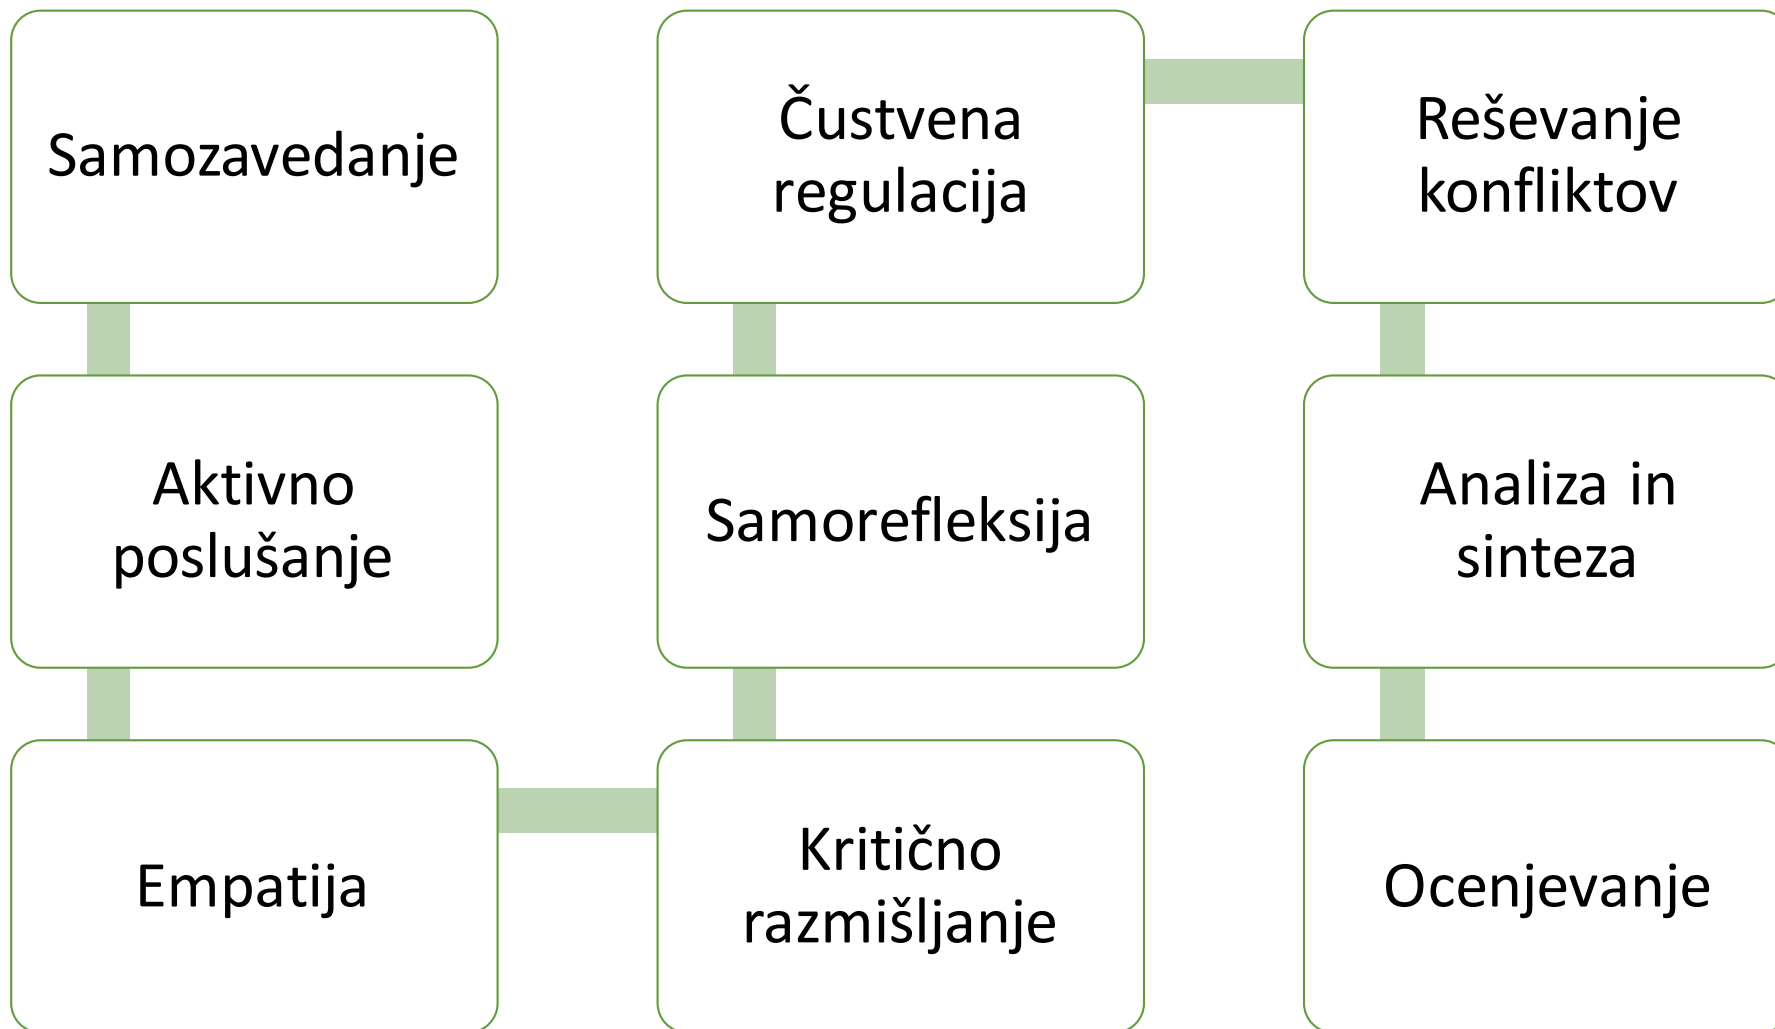 Samozavedanje
Aktivno
poslušanje
Empatija
Kritično
razmišljanje
Samorefleksija
Čustvena
regulacija
Reševanje
konfliktov
Analiza in
sinteza
Ocenjevanje